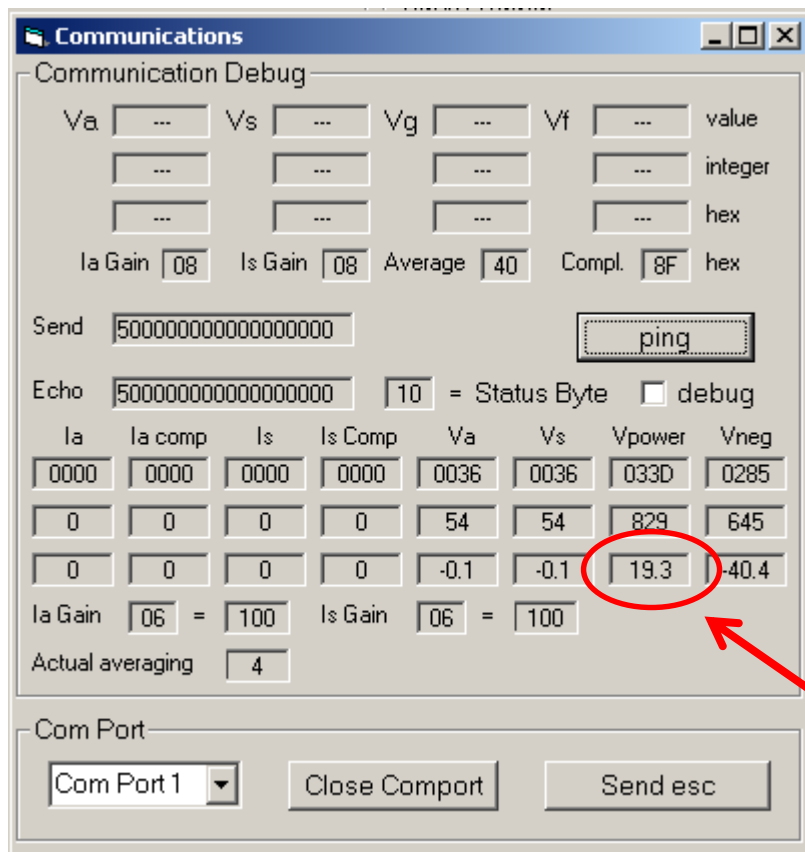 Communications
Communication Debug
Va --- Vs --- Vg --- Vf --- value
--- --- --- --- integer
--- --- --- --- hex
Ia Gain 08 Is Gain 08 Average 40 Compl. 8F hex
Send 500000000000000000 ping
Echo 500000000000000000 10 = Status Byte debug
Ia Ia comp Is Is Comp Va Vs Vpower Vneg
0000 0000 0000 0000 0036 0036 033D 0285
0 0 0 0 54 54 829 645
0 0 0 0 -0.1 -0.1 19.3 -40.4
Ia Gain 06 = 100 Is Gain 06 = 100
Actual averaging 4
Com Port
Com Port 1 Close Comport Send esc